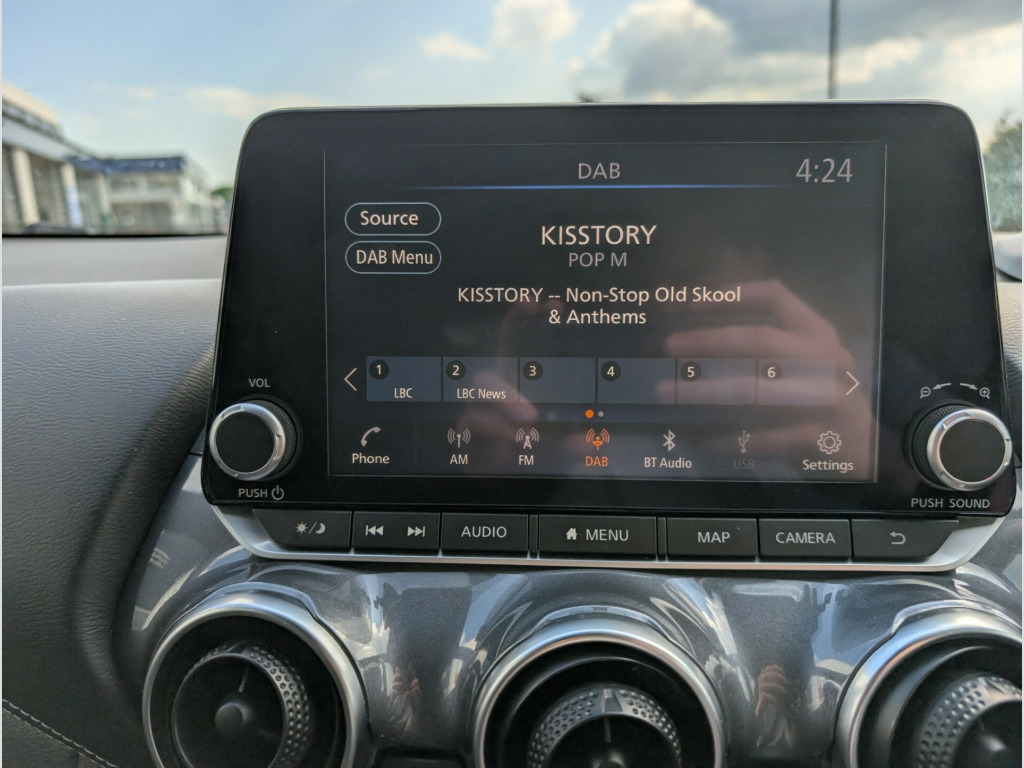 DAB
4:24
Source
KISSTORY
POP M
DAB Menu
KISSTORY -- Non-Stop Old Skool
& Anthems
1
2
3
4
5
6
LBC
LBC News
Phone
AM
FM
DAB
BT Audio
USB
Settings
VOL
PUSH
PUSH SOUND
AUDIO
MENU
MAP
CAMERA